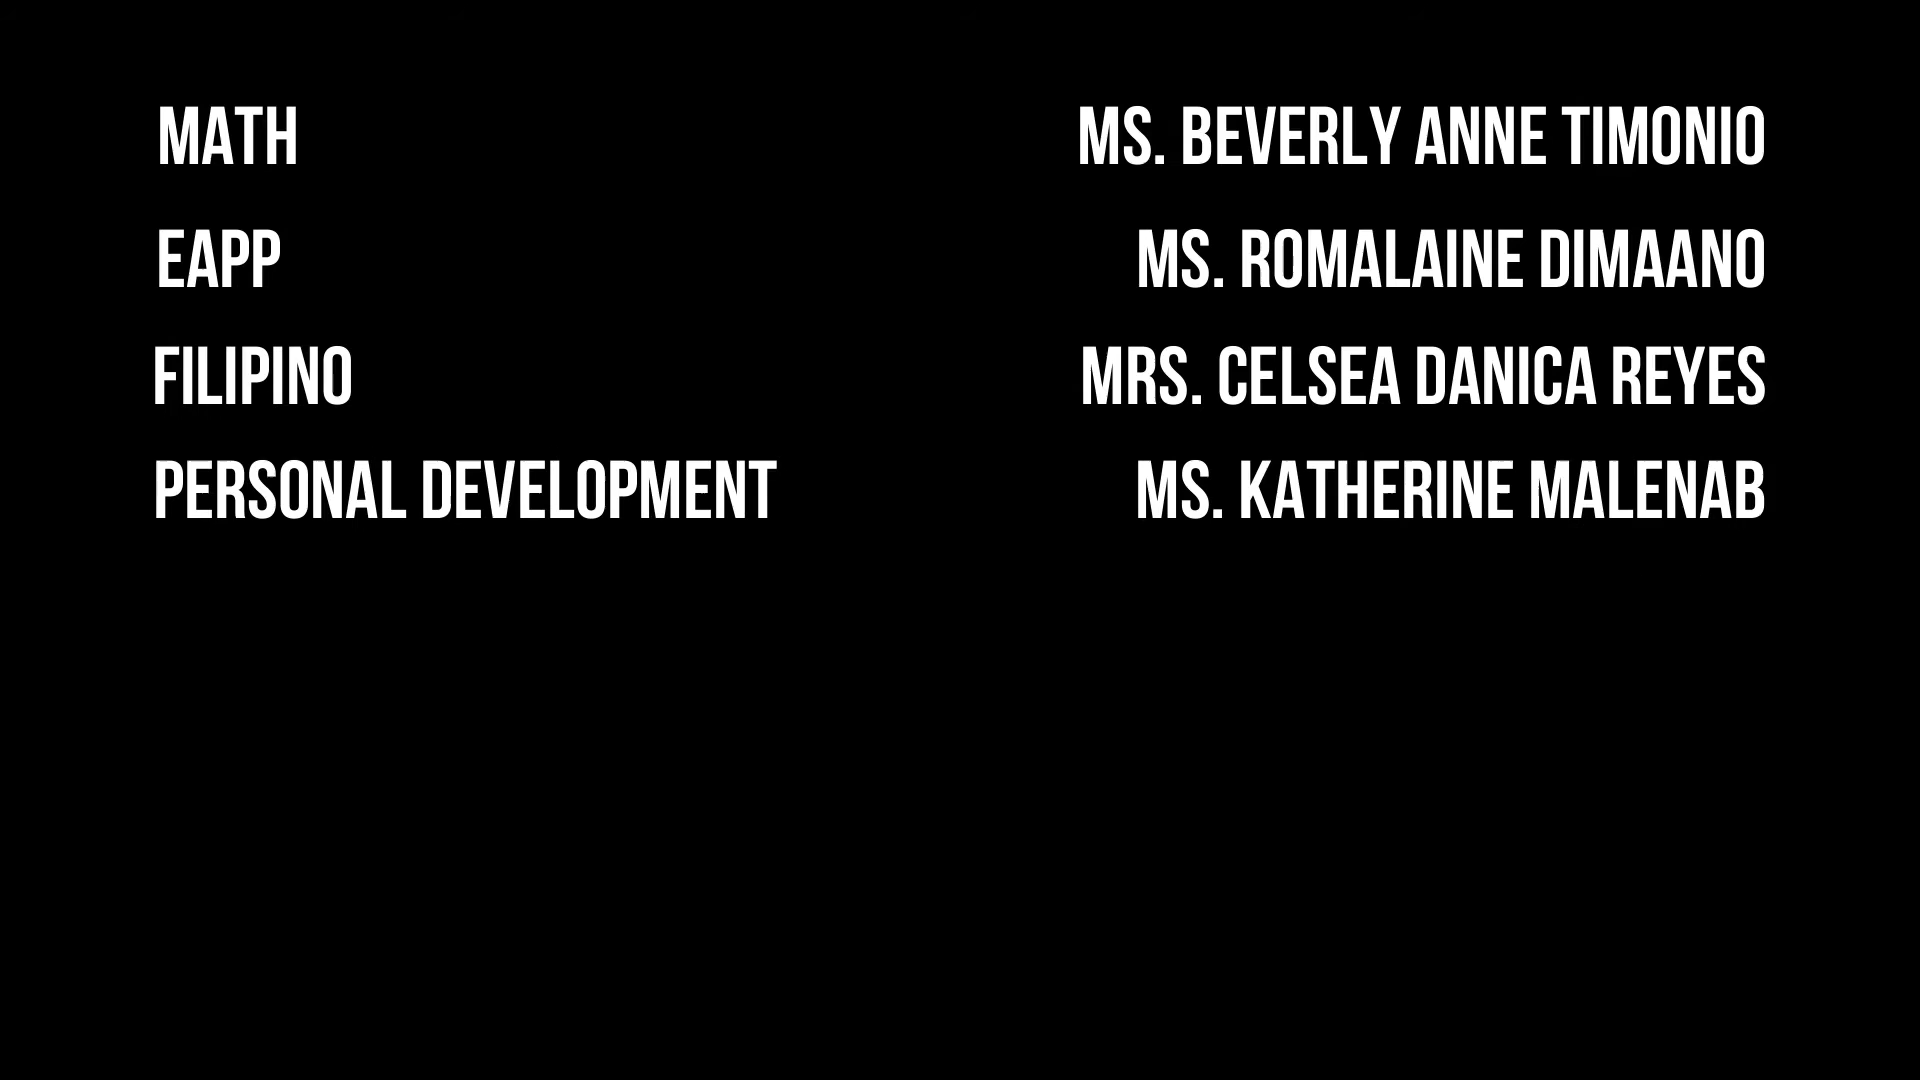 MATH MS. BEVERLY ANNE TIMONIO
EAPP MS. ROMALAINE DIMAANO
FILIPINO MRS. CELSEA DANICA REYES
PERSONAL DEVELOPMENT MS. KATHERINE MALENAB